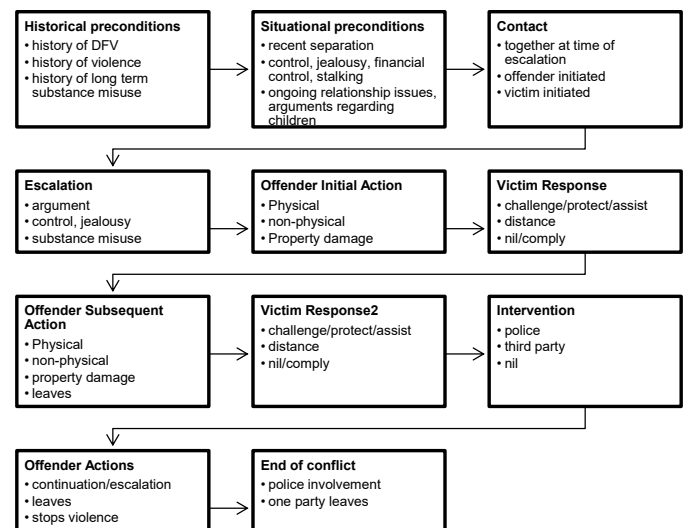 Historical preconditions
• history of DFV
• history of violence
• history of long term
substance misuse
Situational preconditions
• recent separation
• control, jealousy, financial
control, stalking
• ongoing relationship issues,
arguments regarding
children
Contact
• together at time of
escalation
• offender initiated
• victim initiated
Escalation
• argument
• control, jealousy
• substance misuse
Offender Initial Action
• Physical
• non-physical
• Property damage
Victim Response
• challenge/protect/assist
• distance
• nil/comply
Offender Subsequent
Action
• Physical
• non-physical
• property damage
• leaves
Victim Response2
• challenge/protect/assist
• distance
• nil/comply
Intervention
• police
• third party
• nil
Offender Actions
• continuation/escalation
• leaves
• stops violence
End of conflict
• police involvement
• one party leaves